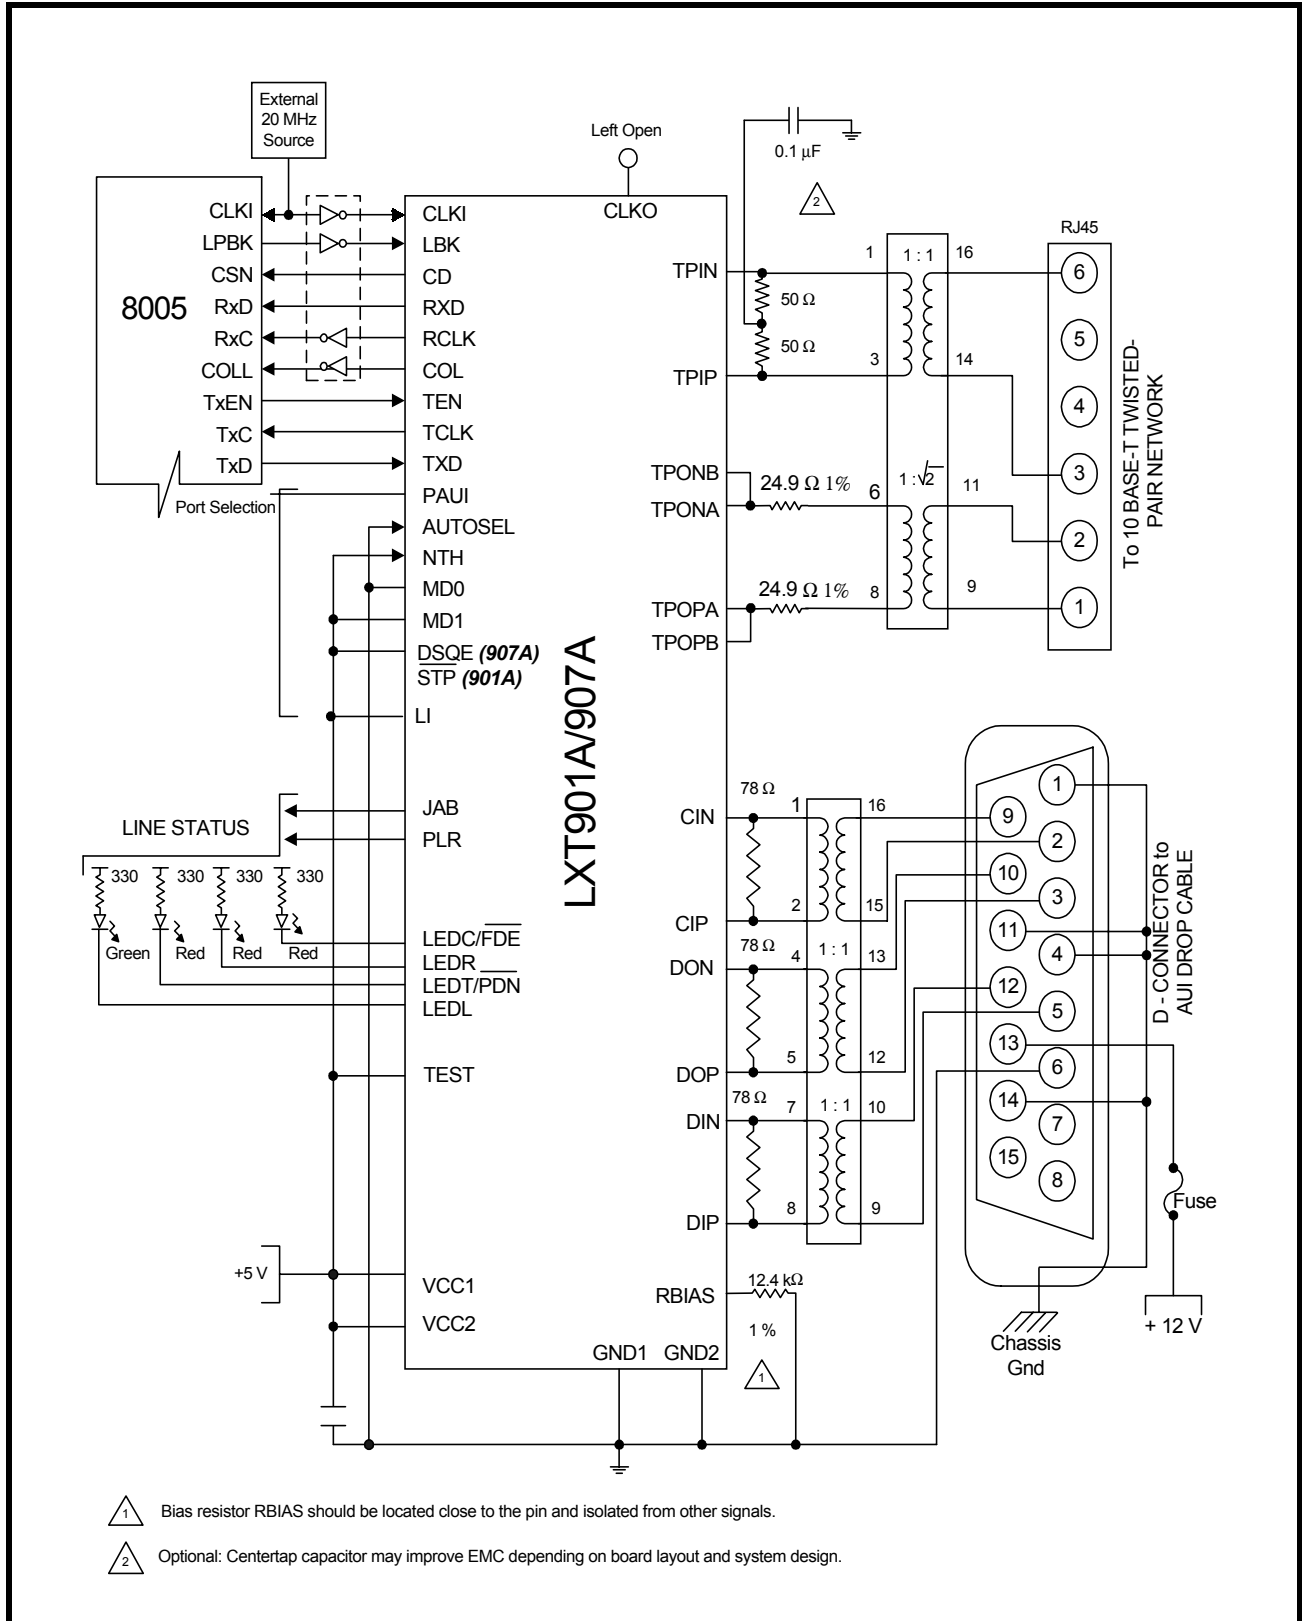 External
20 MHz
Source
Left Open
0.1 µF
2
8005
CLKI
LPBK
CSN
RxD
RxC
COLL
TxEN
TxC
TxD
Port Selection
CLKI
LBK
CD
RXD
RCLK
COL
TEN
TCLK
TXD
PAUI
AUTOSEL
NTH
MD0
MD1
DSQE (907A)
STP (901A)
LI
JAB
PLR
LEDC/FDE
LEDR
LEDT/PDN
LEDL
TEST
VCC1
VCC2
CLKO
LXT901A/907A
GND1 GND2
TPIN
TPIP
TPONB
TPONA
TPOPA
TPOPB
CIN
CIP
DON
DOP
DIN
DIP
RBIAS
50 Ω
50 Ω
24.9 Ω 1%
24.9 Ω 1%
1 1 : 1 16
3 14
6 1 :√2 11
8 9
RJ45
6
5
4
3
2
1
To 10 BASE-T TWISTED-
PAIR NETWORK
LINE STATUS
330 330 330 330
Green Red Red Red
78 Ω
1 16
2 15
78 Ω
4 1 : 1 13
5 12
78 Ω
7 1 : 1 10
8 9
1
9
2
10
3
11
4
12
5
13
6
14
7
15
8
D - CONNECTOR to
AUI DROP CABLE
Fuse
+ 12 V
Chassis
Gnd
+5 V
12.4 kΩ
1 %
1
1 Bias resistor RBIAS should be located close to the pin and isolated from other signals.
2 Optional: Centertap capacitor may improve EMC depending on board layout and system design.